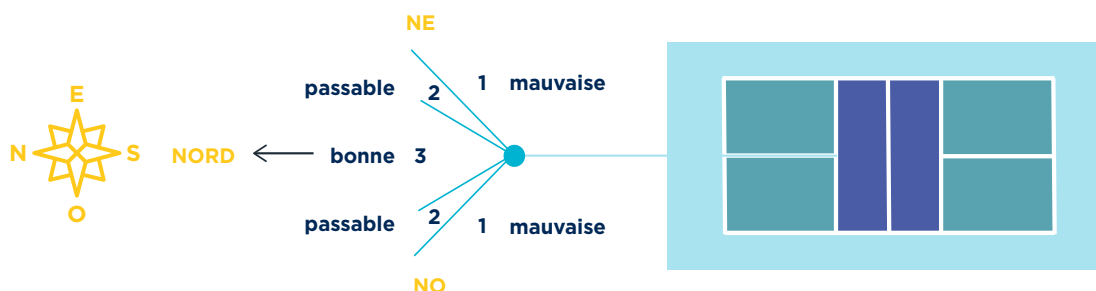 NE
passable 2 1 mauvaise
E
N S NORD bonne 3
O
passable 2 1 mauvaise
NO